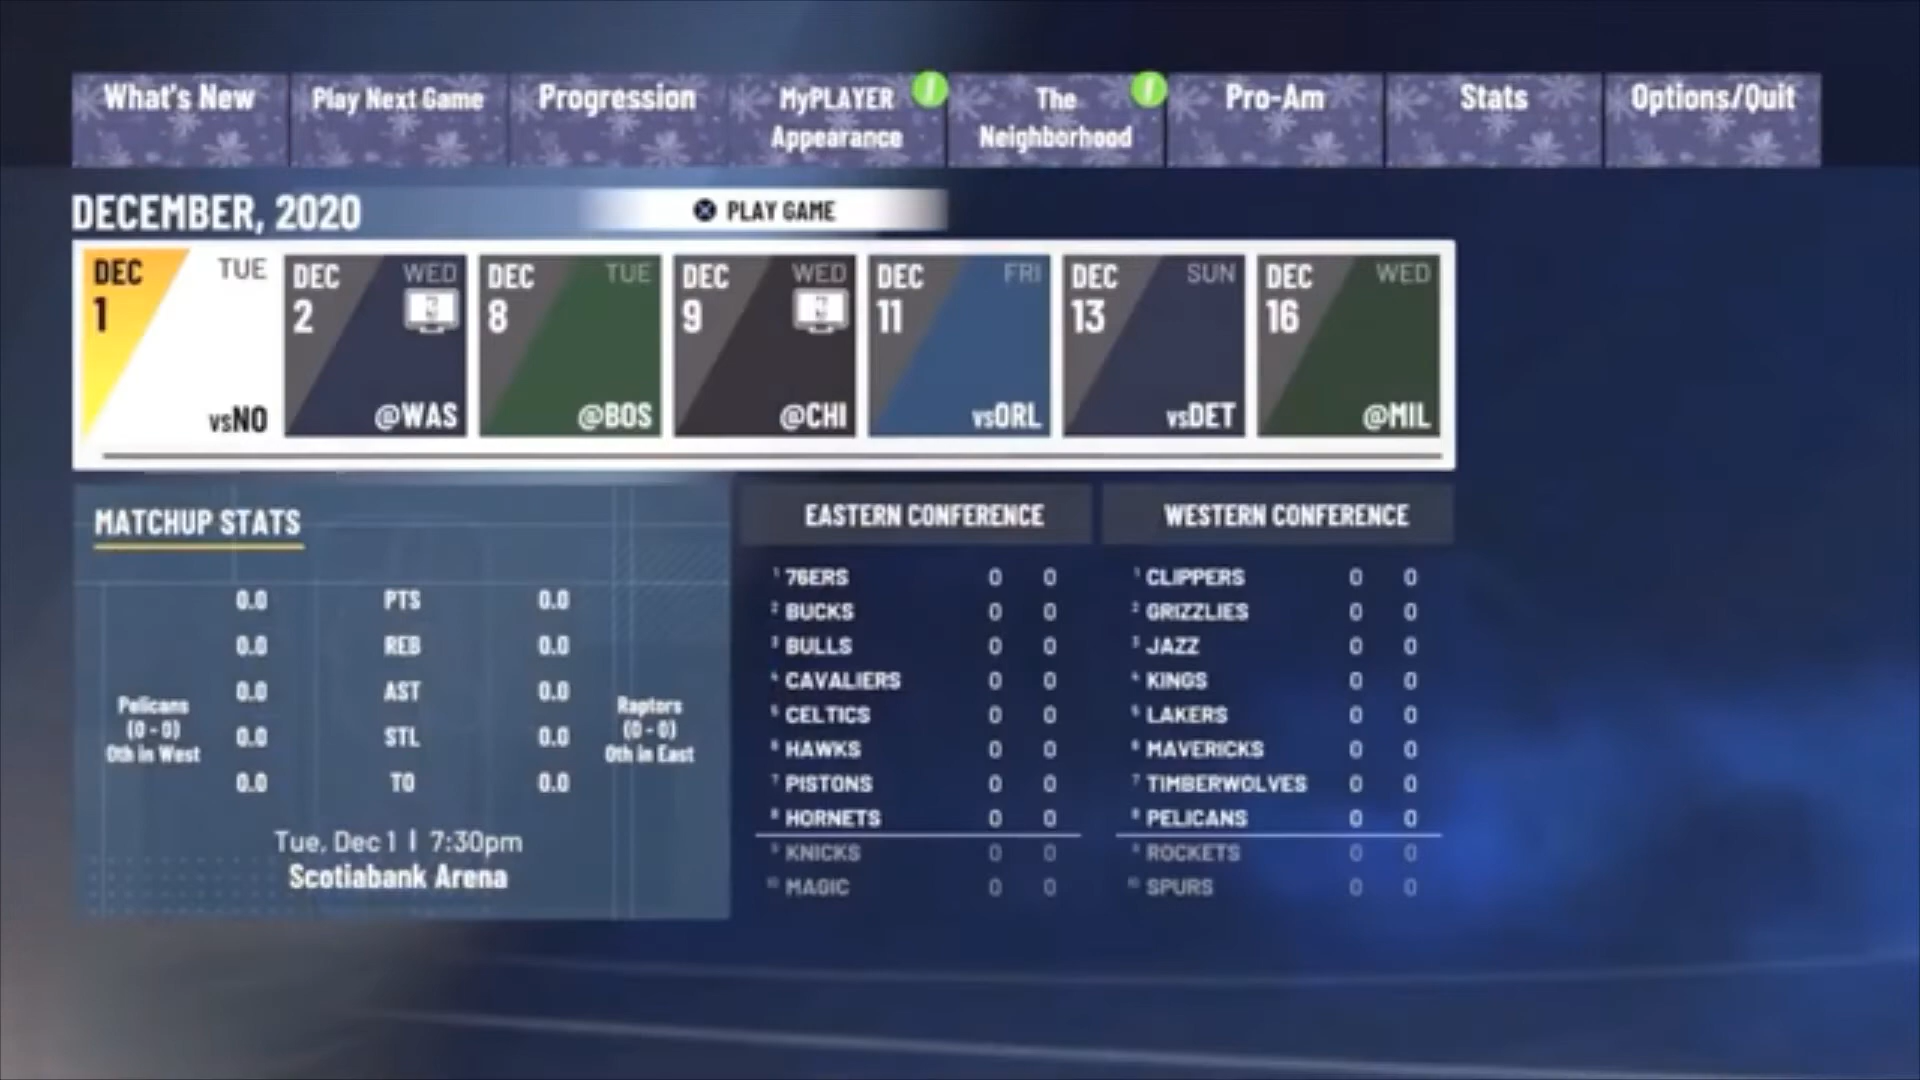 What's New
Play Next Game
Progression
MyPLAYER
Appearance
The
Neighborhood
Pro-Am
Stats
Options/Quit
DECEMBER, 2020
PLAY GAME
DEC 1 TUE vsNO
DEC 2 WED @WAS
DEC 8 TUE @BOS
DEC 9 WED @CHI
DEC 11 FRI vsORL
DEC 13 SUN vsDET
DEC 16 WED @MIL
MATCHUP STATS
0.0 PTS 0.0
0.0 REB 0.0
0.0 AST 0.0
0.0 STL 0.0
0.0 TO 0.0
Pelicans
(0 - 0)
0th in West
Raptors
(0 - 0)
0th in East
Tue, Dec 1 | 7:30pm
Scotiabank Arena
EASTERN CONFERENCE
1 76ERS 0 0
2 BUCKS 0 0
3 BULLS 0 0
4 CAVALIERS 0 0
5 CELTICS 0 0
6 HAWKS 0 0
7 PISTONS 0 0
8 HORNETS 0 0
9 KNICKS 0 0
10 MAGIC 0 0
WESTERN CONFERENCE
1 CLIPPERS 0 0
2 GRIZZLIES 0 0
3 JAZZ 0 0
4 KINGS 0 0
5 LAKERS 0 0
6 MAVERICKS 0 0
7 TIMBERWOLVES 0 0
8 PELICANS 0 0
9 ROCKETS 0 0
10 SPURS 0 0